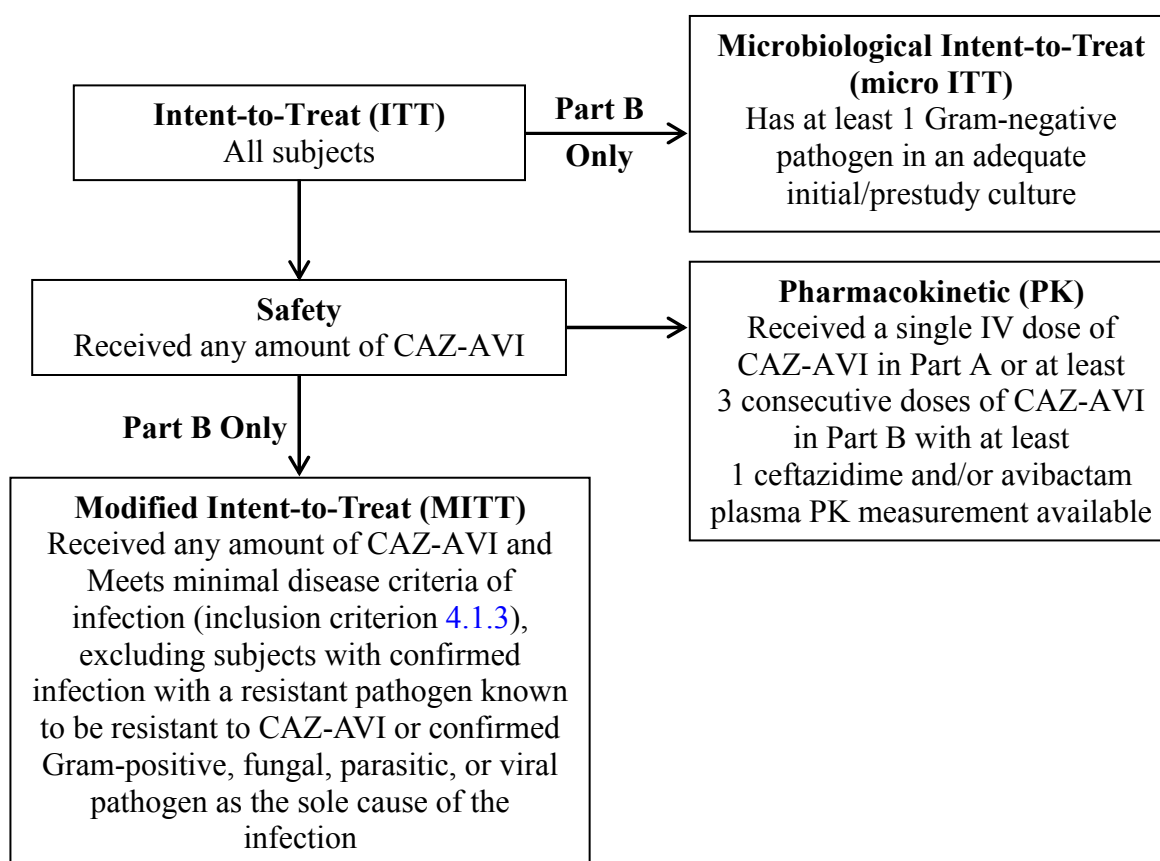 Intent-to-Treat (ITT)
All subjects
Part B
Only
Microbiological Intent-to-Treat
(micro ITT)
Has at least 1 Gram-negative
pathogen in an adequate
initial/prestudy culture
Safety
Received any amount of CAZ-AVI
Pharmacokinetic (PK)
Received a single IV dose of
CAZ-AVI in Part A or at least
3 consecutive doses of CAZ-AVI
in Part B with at least
1 ceftazidime and/or avibactam
plasma PK measurement available
Part B Only
Modified Intent-to-Treat (MITT)
Received any amount of CAZ-AVI and
Meets minimal disease criteria of
infection (inclusion criterion 4.1.3),
excluding subjects with confirmed
infection with a resistant pathogen known
to be resistant to CAZ-AVI or confirmed
Gram-positive, fungal, parasitic, or viral
pathogen as the sole cause of the
infection